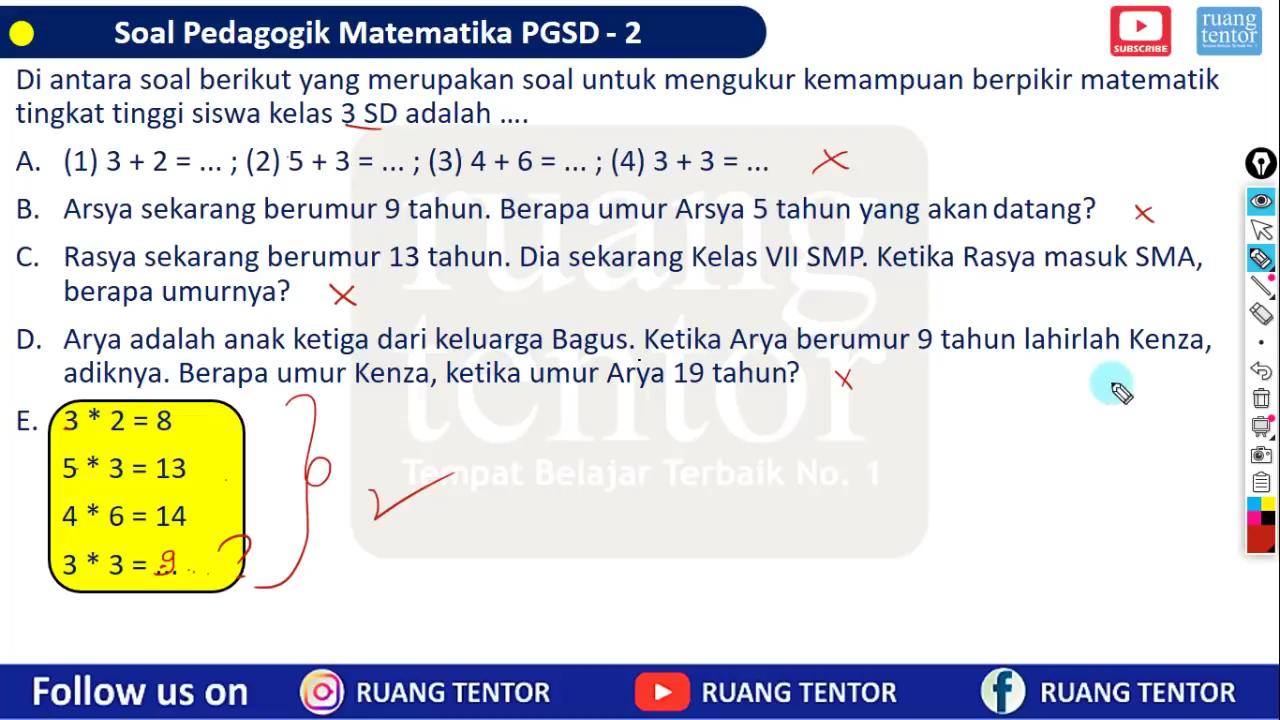 Soal Pedagogik Matematika PGSD - 2
SUBSCRIBE
ruang
tentor
Di antara soal berikut yang merupakan soal untuk mengukur kemampuan berpikir matematik
tingkat tinggi siswa kelas 3 SD adalah ....
A. (1) 3 + 2 = ... ; (2) 5 + 3 = ... ; (3) 4 + 6 = ... ; (4) 3 + 3 = ...
B. Arsya sekarang berumur 9 tahun. Berapa umur Arsya 5 tahun yang akan datang?
C. Rasya sekarang berumur 13 tahun. Dia sekarang Kelas VII SMP. Ketika Rasya masuk SMA,
berapa umurnya?
D. Arya adalah anak ketiga dari keluarga Bagus. Ketika Arya berumur 9 tahun lahirlah Kenza,
adiknya. Berapa umur Kenza, ketika umur Arya 19 tahun?
E. 3 * 2 = 8
5 * 3 = 13
4 * 6 = 14
3 * 3 = ... 9 ?
ruang
tentor
Tempat Belajar Terbaik No. 1
Follow us on RUANG TENTOR RUANG TENTOR RUANG TENTOR